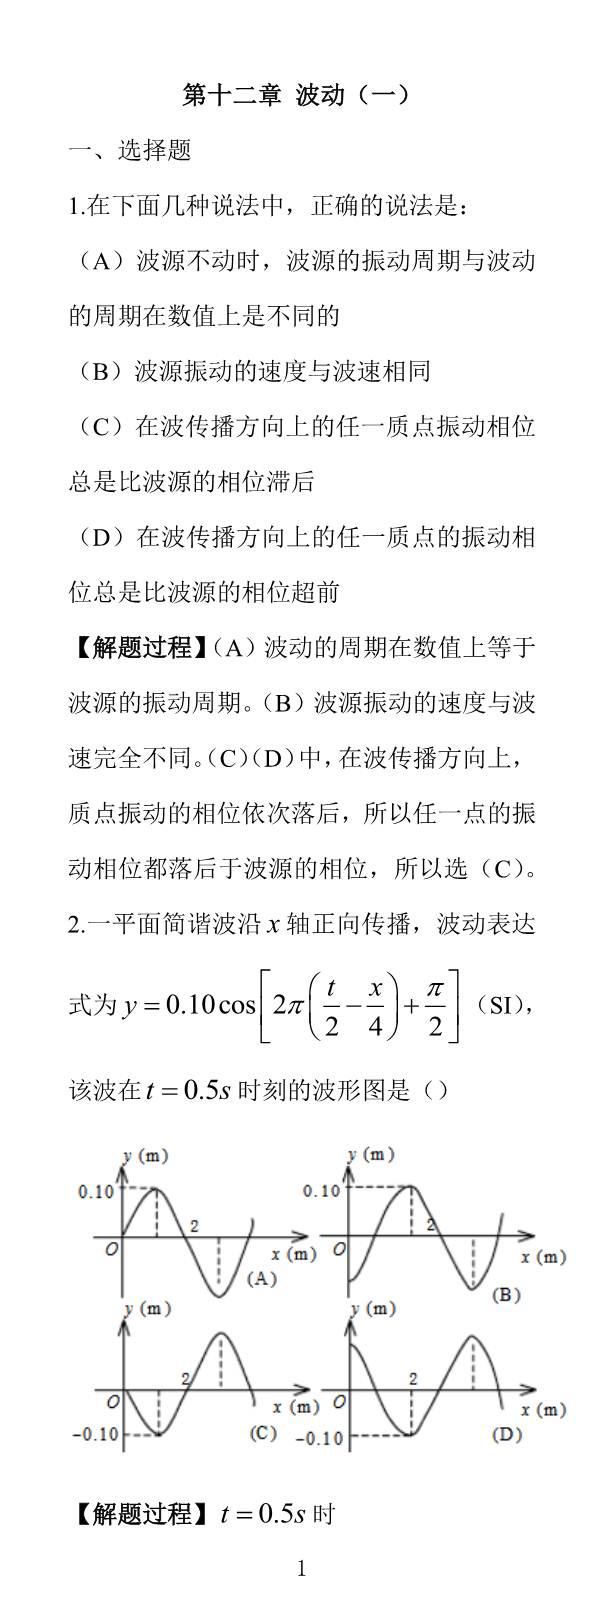 第十二章 波动（一）
一、选择题
1.在下面几种说法中，正确的说法是：
（A）波源不动时，波源的振动周期与波动
的周期在数值上是不同的
（B）波源振动的速度与波速相同
（C）在波传播方向上的任一质点振动相位
总是比波源的相位滞后
（D）在波传播方向上的任一质点的振动相
位总是比波源的相位超前
【解题过程】（A）波动的周期在数值上等于
波源的振动周期。（B）波源振动的速度与波
速完全不同。（C）（D）中，在波传播方向上，
质点振动的相位依次落后，所以任一点的振
动相位都落后于波源的相位，所以选（C）。
2.一平面简谐波沿 x 轴正向传播，波动表达
式为 y = 0.10cos[2π(t/2 − x/4) + π/2]（SI），
该波在 t = 0.5s 时刻的波形图是（）
y (m)
0.10
2
O
x (m)
(A)
y (m)
0.10
2
O
x (m)
(B)
y (m)
O
2
x (m)
-0.10
(C)
y (m)
O
2
x (m)
-0.10
(D)
【解题过程】t = 0.5s 时
1